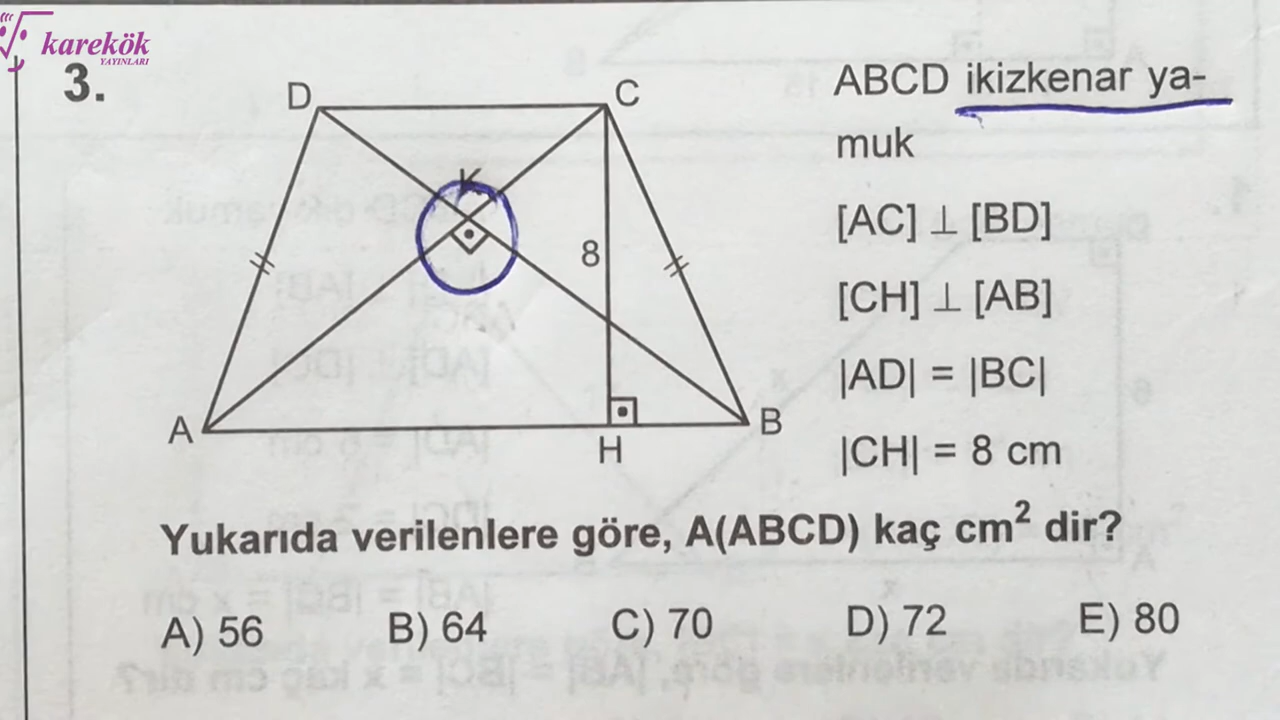 karekök
YAYINLARI
3.
D
C
ABCD ikizkenar ya-
muk
K
[AC] ⊥ [BD]
8
[CH] ⊥ [AB]
|AD| = |BC|
A
H
B
|CH| = 8 cm
Yukarıda verilenlere göre, A(ABCD) kaç cm² dir?
A) 56 B) 64 C) 70 D) 72 E) 80